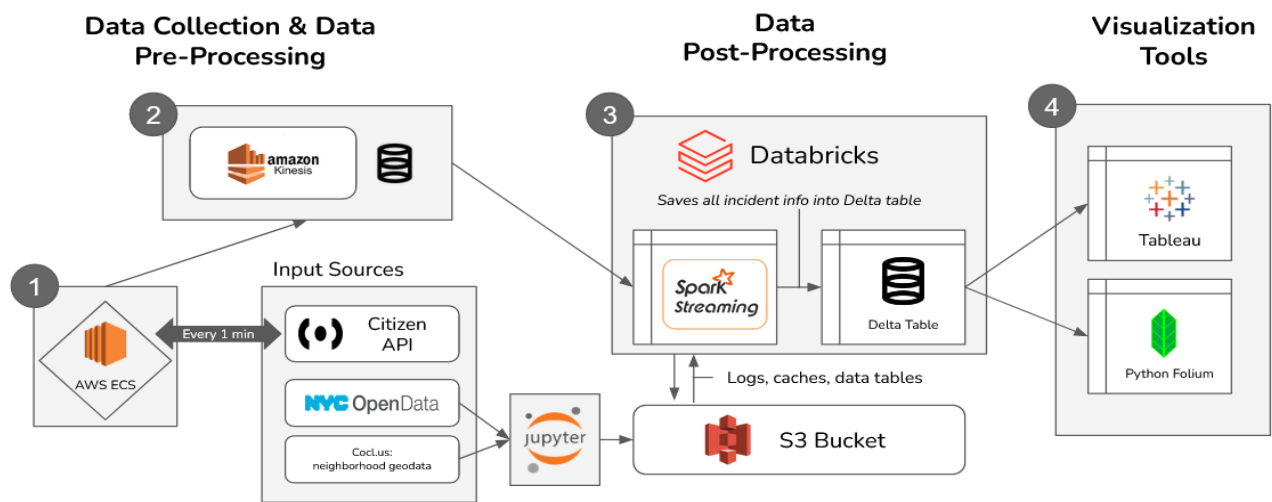 Data Collection & Data
Pre-Processing
Data
Post-Processing
Visualization
Tools
2
amazon
Kinesis
3
Databricks
Saves all incident info into Delta table
Spark
Streaming
Delta Table
4
Tableau
Python Folium
1
AWS ECS
Every 1 min
Input Sources
Citizen
API
NYC OpenData
Cocl.us:
neighborhood geodata
jupyter
Logs, caches, data tables
S3 Bucket